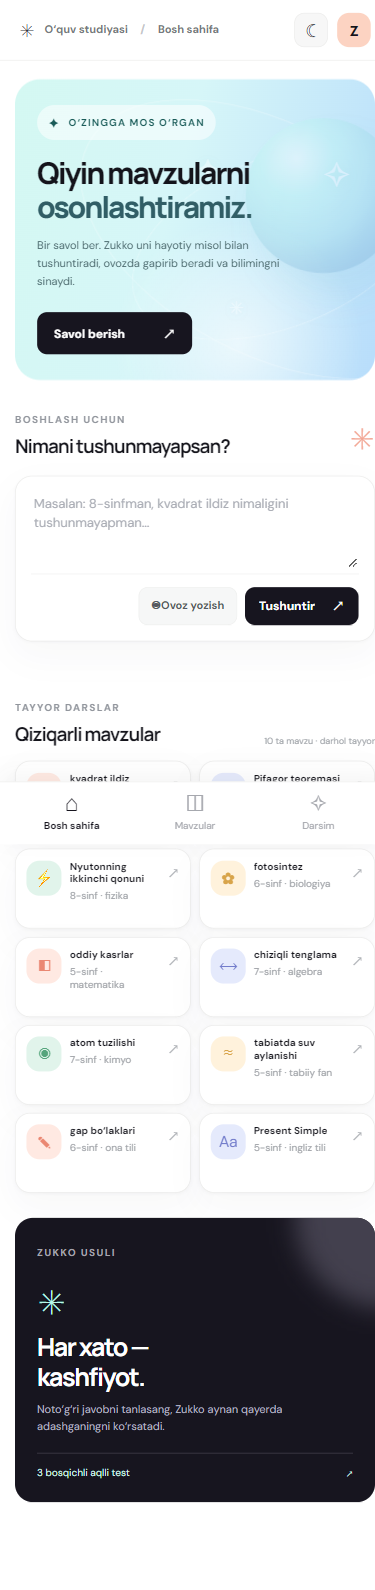 O‘quv studiyasi / Bosh sahifa
Z
O‘ZINGGA MOS O‘RGAN
Qiyin mavzularni
osonlashtiramiz.
Bir savol ber. Zukko uni hayotiy misol bilan
tushuntiradi, ovozda gapirib beradi va bilimingni
sinaydi.
Savol berish ↗
BOSHLASH UCHUN
Nimani tushunmayapsan?
Masalan: 8-sinfman, kvadrat ildiz nimaligini
tushunmayapman...
Ovoz yozish
Tushuntir ↗
TAYYOR DARSLAR
Qiziqarli mavzular
10 ta mavzu · darhol tayyor
kvadrat ildiz
Pifagor teoremasi
Bosh sahifa
Mavzular
Darsim
Nyutonning
ikkinchi qonuni
8-sinf · fizika
fotosintez
6-sinf · biologiya
oddiy kasrlar
5-sinf ·
matematika
chiziqli tenglama
7-sinf · algebra
atom tuzilishi
7-sinf · kimyo
tabiatda suv
aylanishi
5-sinf · tabiiy fan
gap bo‘laklari
6-sinf · ona tili
Aa
Present Simple
5-sinf · ingliz tili
ZUKKO USULI
Har xato —
kashfiyot.
Noto‘g‘ri javobni tanlasang, Zukko aynan qayerda
adashganingni ko‘rsatadi.
3 bosqichli aqlli test ↗